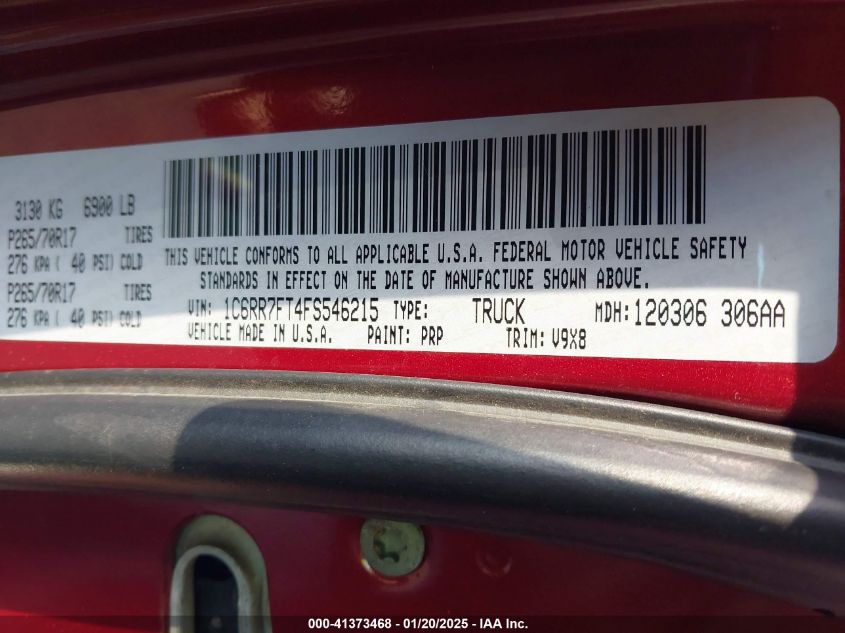 3130 KG 6900 LB
P265/70R17 TIRES
276 KPA ( 40 PSI) COLD
P265/70R17 TIRES
276 KPA ( 40 PSI) COLD
THIS VEHICLE CONFORMS TO ALL APPLICABLE U.S.A. FEDERAL MOTOR VEHICLE SAFETY
STANDARDS IN EFFECT ON THE DATE OF MANUFACTURE SHOWN ABOVE.
VIN: 1C6RR7FT4FS546215 TYPE: TRUCK MDH: 120306 306AA
VEHICLE MADE IN U.S.A. PAINT: PRP TRIM: V9X8
000-41373468 - 01/20/2025 - IAA Inc.